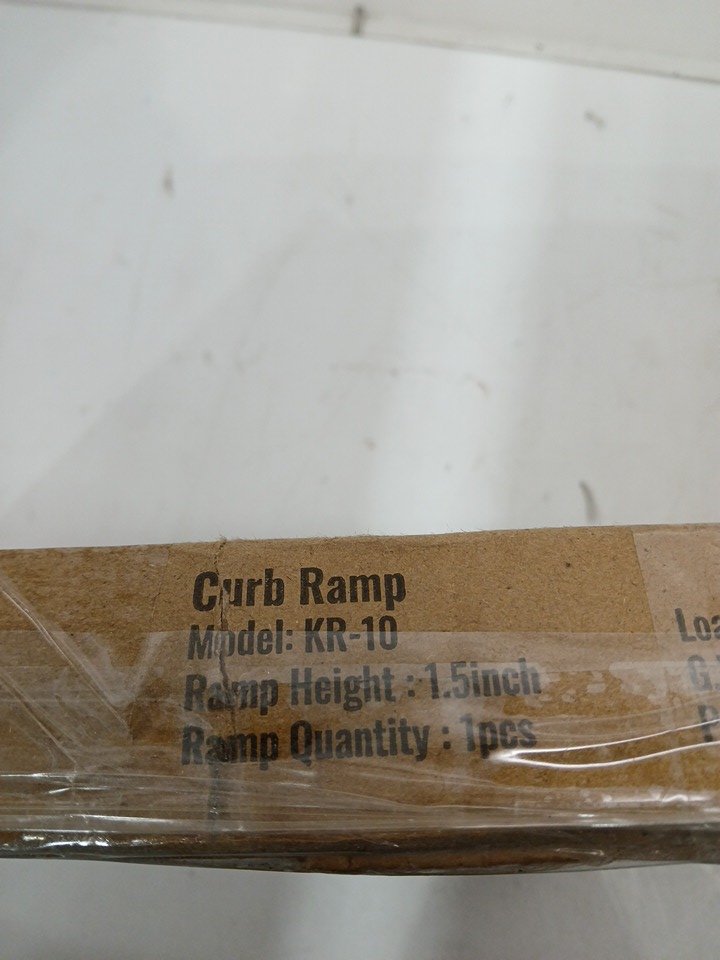 Curb Ramp
Model: KR-10
Ramp Height : 1.5inch
Ramp Quantity : 1pcs